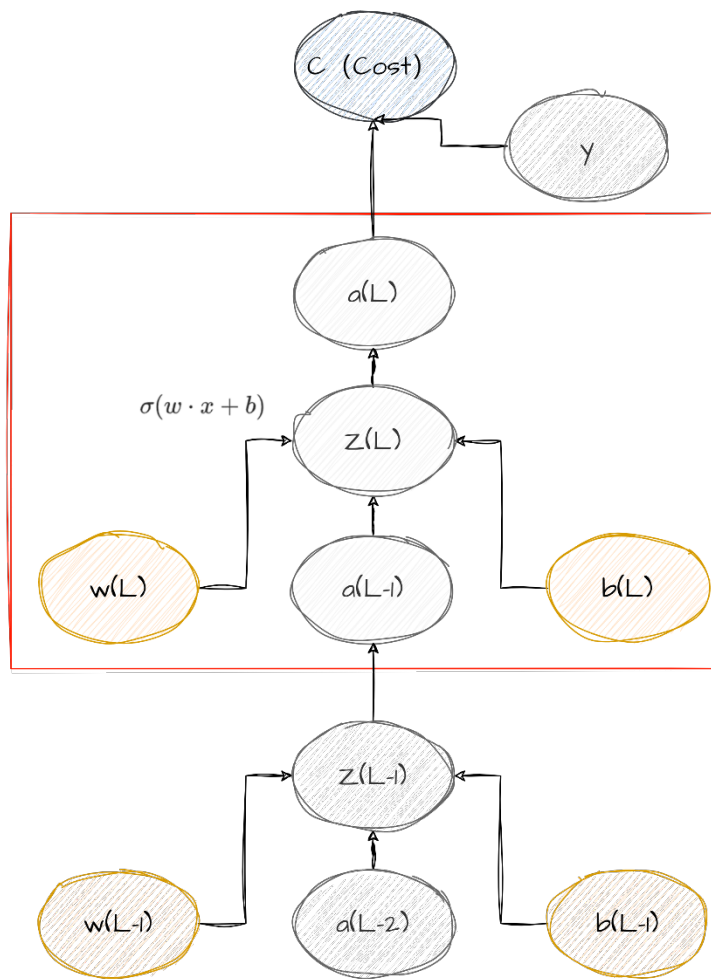 C (Cost)
y
a(L)
σ(w · x + b)
z(L)
w(L)
a(L-1)
b(L)
z(L-1)
w(L-1)
a(L-2)
b(L-1)